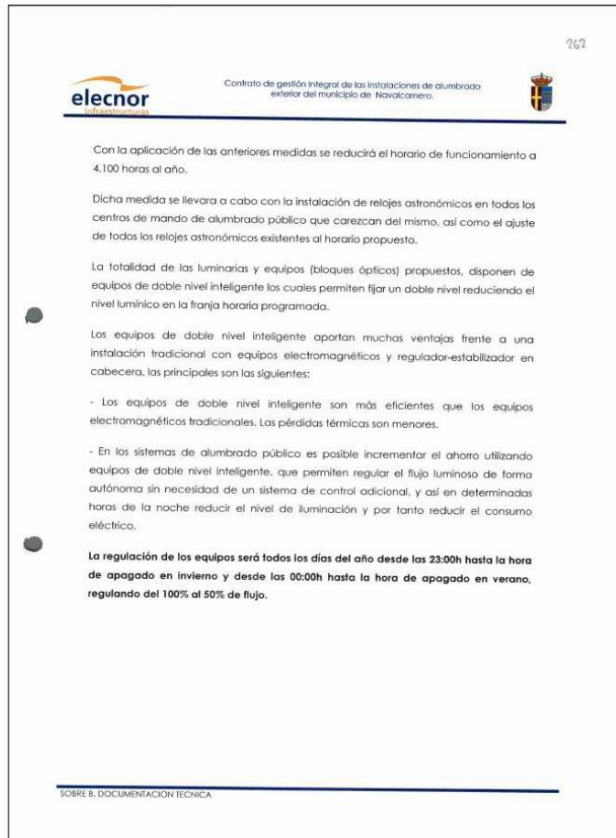 262
elecnor
infraestructuras
Contrato de gestión Integral de las instalaciones de alumbrado
exterior del municipio de Navalcarnero.
Con la aplicación de las anteriores medidas se reducirá el horario de funcionamiento a
4.100 horas al año.
Dicha medida se llevara a cabo con la instalación de relojes astronómicos en todos los
centros de mando de alumbrado público que carezcan del mismo, así como el ajuste
de todos los relojes astronómicos existentes al horario propuesto.
La totalidad de las luminarias y equipos (bloques ópticos) propuestos, disponen de
equipos de doble nivel inteligente los cuales permiten fijar un doble nivel reduciendo el
nivel lumínico en la franja horaria programada.
Los equipos de doble nivel inteligente aportan muchas ventajas frente a una
instalación tradicional con equipos electromagnéticos y regulador-estabilizador en
cabecera, las principales son las siguientes:
- Los equipos de doble nivel inteligente son más eficientes que los equipos
electromagnéticos tradicionales. Las pérdidas térmicas son menores.
- En los sistemas de alumbrado público es posible incrementar el ahorro utilizando
equipos de doble nivel inteligente, que permiten regular el flujo luminoso de forma
autónoma sin necesidad de un sistema de control adicional, y así en determinadas
horas de la noche reducir el nivel de iluminación y por tanto reducir el consumo
eléctrico.
La regulación de los equipos será todos los días del año desde las 23:00h hasta la hora
de apagado en invierno y desde las 00:00h hasta la hora de apagado en verano,
regulando del 100% al 50% de flujo.
SOBRE B. DOCUMENTACION TECNICA